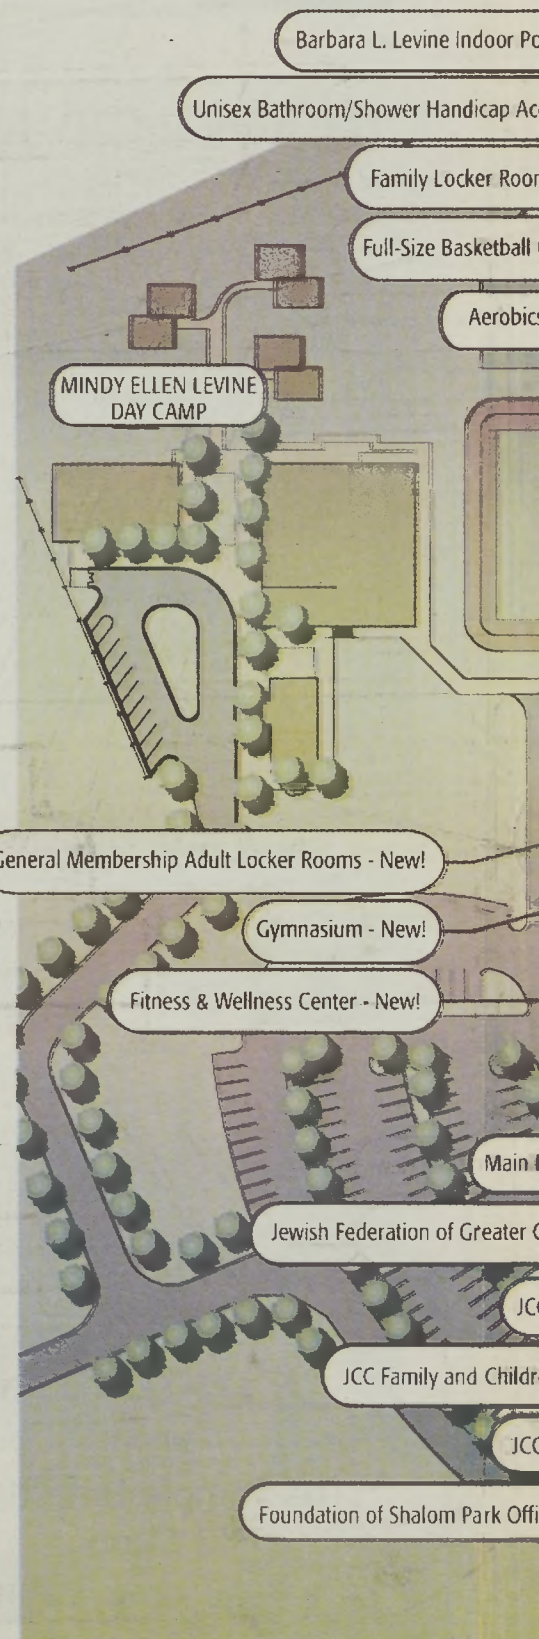 Barbara L. Levine Indoor Po
Unisex Bathroom/Shower Handicap Ac
Family Locker Roo
Full-Size Basketball
Aerobics
MINDY ELLEN LEVINE
DAY CAMP
General Membership Adult Locker Rooms - New!
Gymnasium - New!
Fitness & Wellness Center - New!
Main
Jewish Federation of Greater C
JCC
JCC Family and Childr
JCC
Foundation of Shalom Park Offi